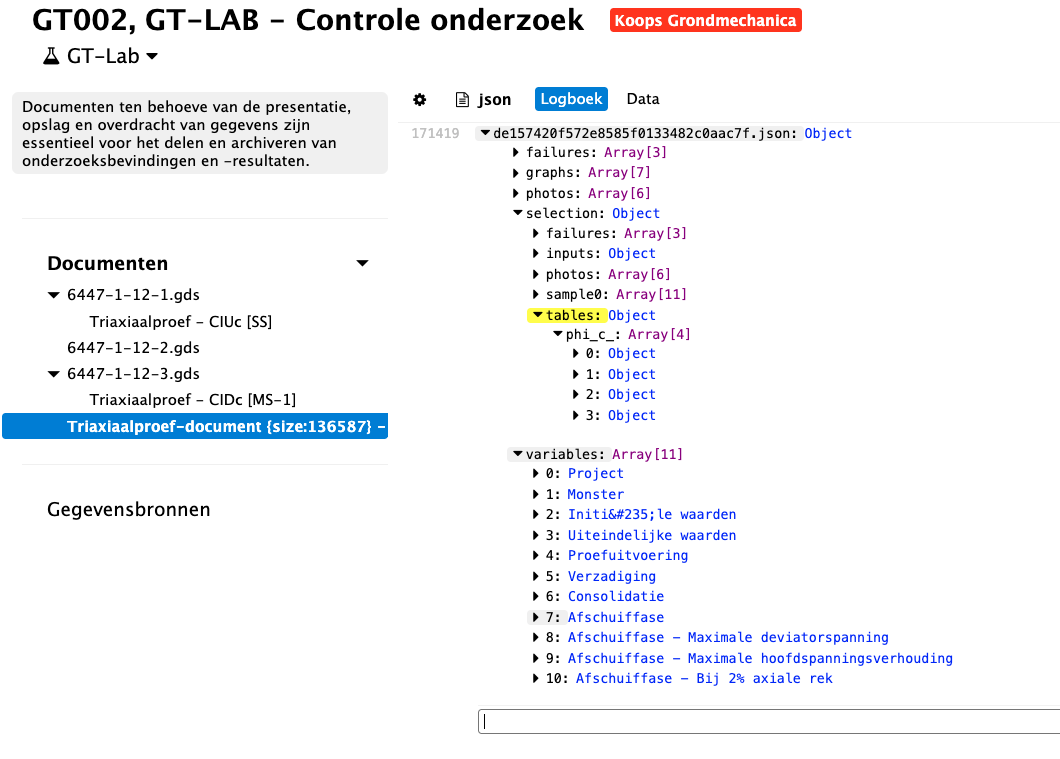 GT002, GT-LAB - Controle onderzoek Koops Grondmechanica
GT-Lab
Documenten ten behoeve van de presentatie,
opslag en overdracht van gegevens zijn
essentieel voor het delen en archiveren van
onderzoeksbevindingen en -resultaten.
Documenten
6447-1-12-1.gds
Triaxiaalproef - CIUc [SS]
6447-1-12-2.gds
6447-1-12-3.gds
Triaxiaalproef - CIDc [MS-1]
Triaxiaalproef-document {size:136587} -
Gegevensbronnen
json Logboek Data
171419 de157420f572e8585f0133482c0aac7f.json: Object
failures: Array[3]
graphs: Array[7]
photos: Array[6]
selection: Object
failures: Array[3]
inputs: Object
photos: Array[6]
sample0: Array[11]
tables: Object
phi_c_: Array[4]
0: Object
1: Object
2: Object
3: Object
variables: Array[11]
0: Project
1: Monster
2: Initi&#235;le waarden
3: Uiteindelijke waarden
4: Proefuitvoering
5: Verzadiging
6: Consolidatie
7: Afschuiffase
8: Afschuiffase - Maximale deviatorspanning
9: Afschuiffase - Maximale hoofdspanningsverhouding
10: Afschuiffase - Bij 2% axiale rek